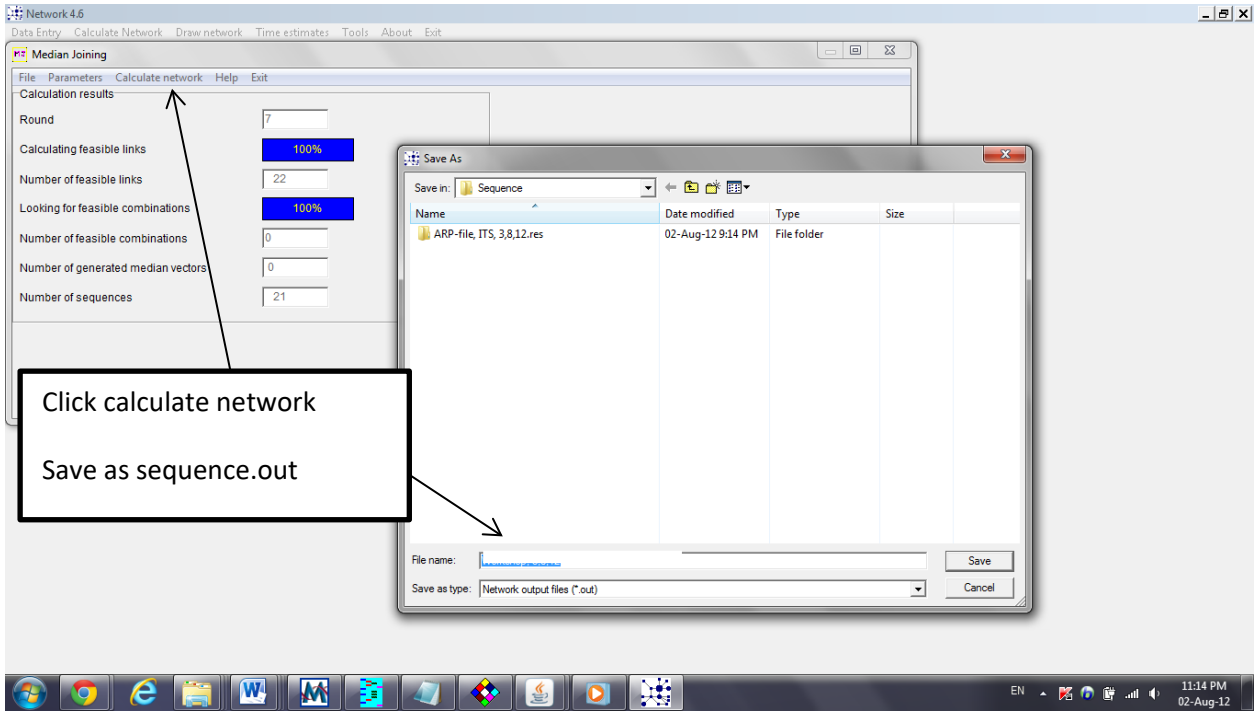 Network 4.6
Data Entry Calculate Network Draw network Time estimates Tools About Exit
Median Joining
File Parameters Calculate network Help Exit
Calculation results
Round 7
Calculating feasible links 100%
Number of feasible links 22
Looking for feasible combinations 100%
Number of feasible combinations 0
Number of generated median vectors 0
Number of sequences 21
Click calculate network
Save as sequence.out
Save As
Save in: Sequence
Name Date modified Type Size
ARP-file, ITS, 3,8,12.res 02-Aug-12 9:14 PM File folder
File name: Save
Save as type: Network output files (*.out) Cancel
EN 11:14 PM
02-Aug-12